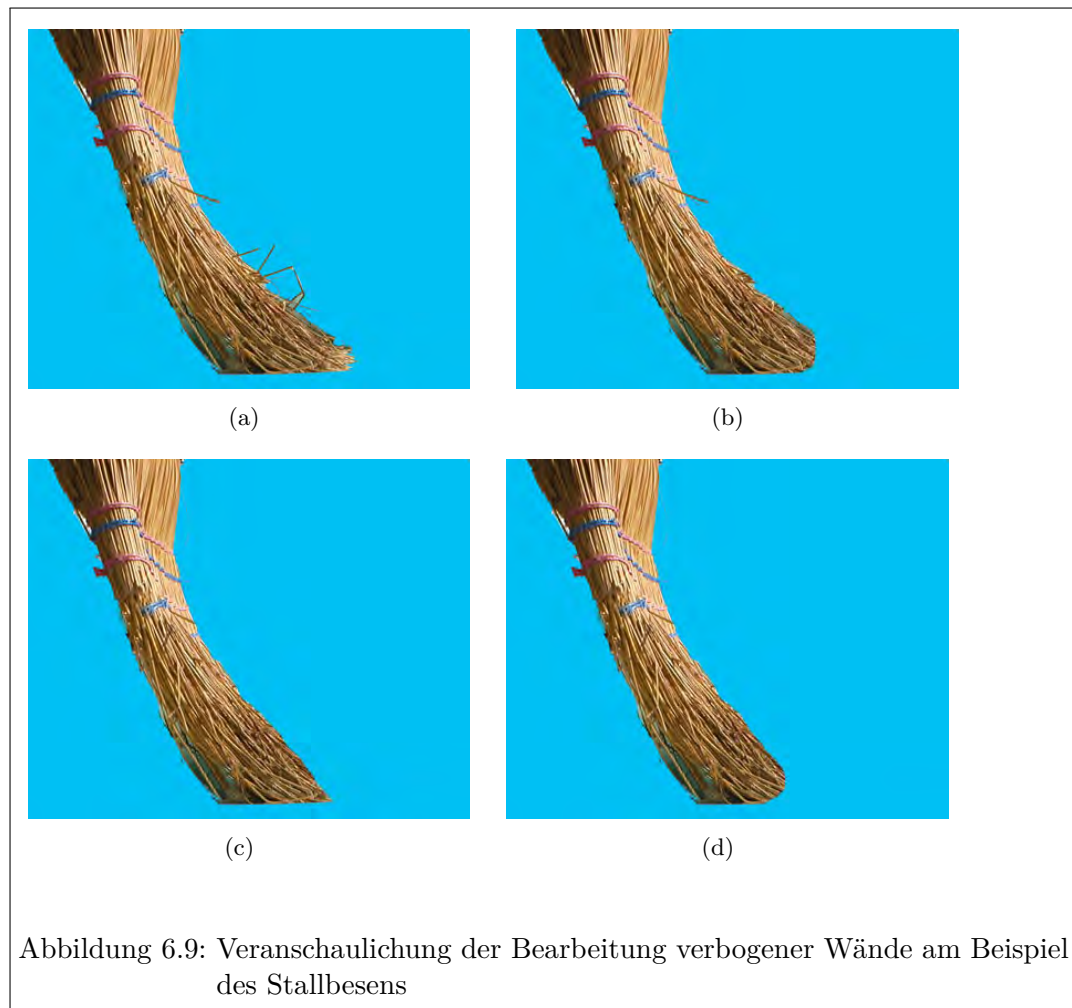 (a)
(b)
(c)
(d)
Abbildung 6.9: Veranschaulichung der Bearbeitung verbogener Wände am Beispiel
des Stallbesens